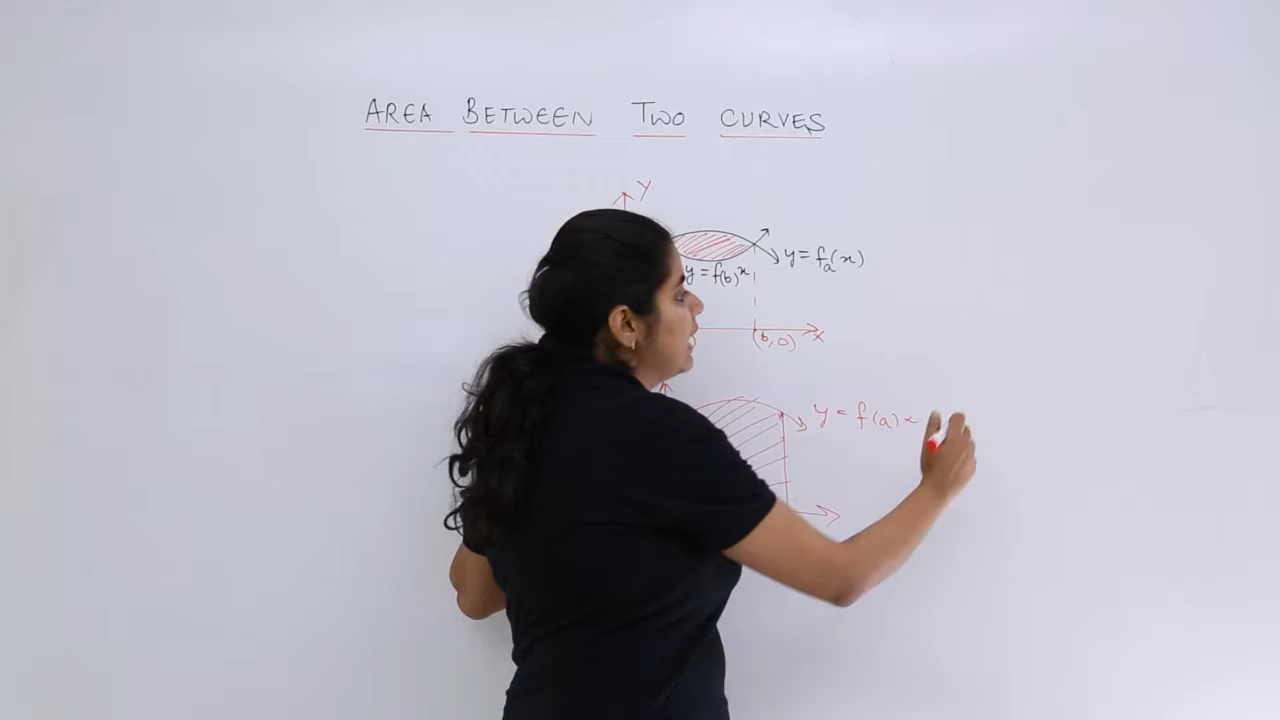 AREA BETWEEN TWO CURVES
Y
y = fₐ(x)
y = f(b)x
(b, 0)
X
y = f(a)x